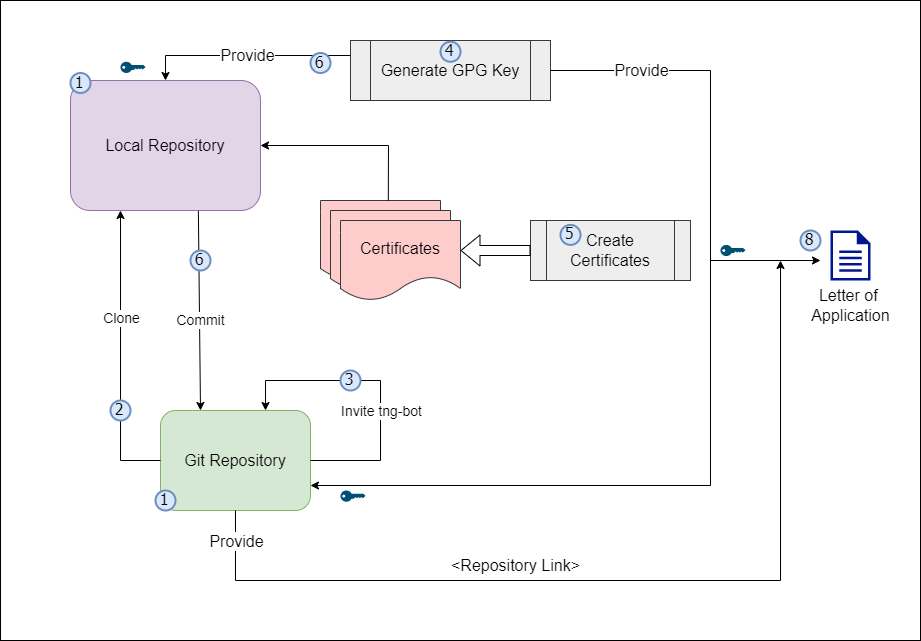 Provide
6
4
Generate GPG Key
Provide
1
Local Repository
Certificates
5
Create
Certificates
8
Letter of
Application
6
Clone
Commit
2
3
Invite tng-bot
Git Repository
1
Provide
<Repository Link>